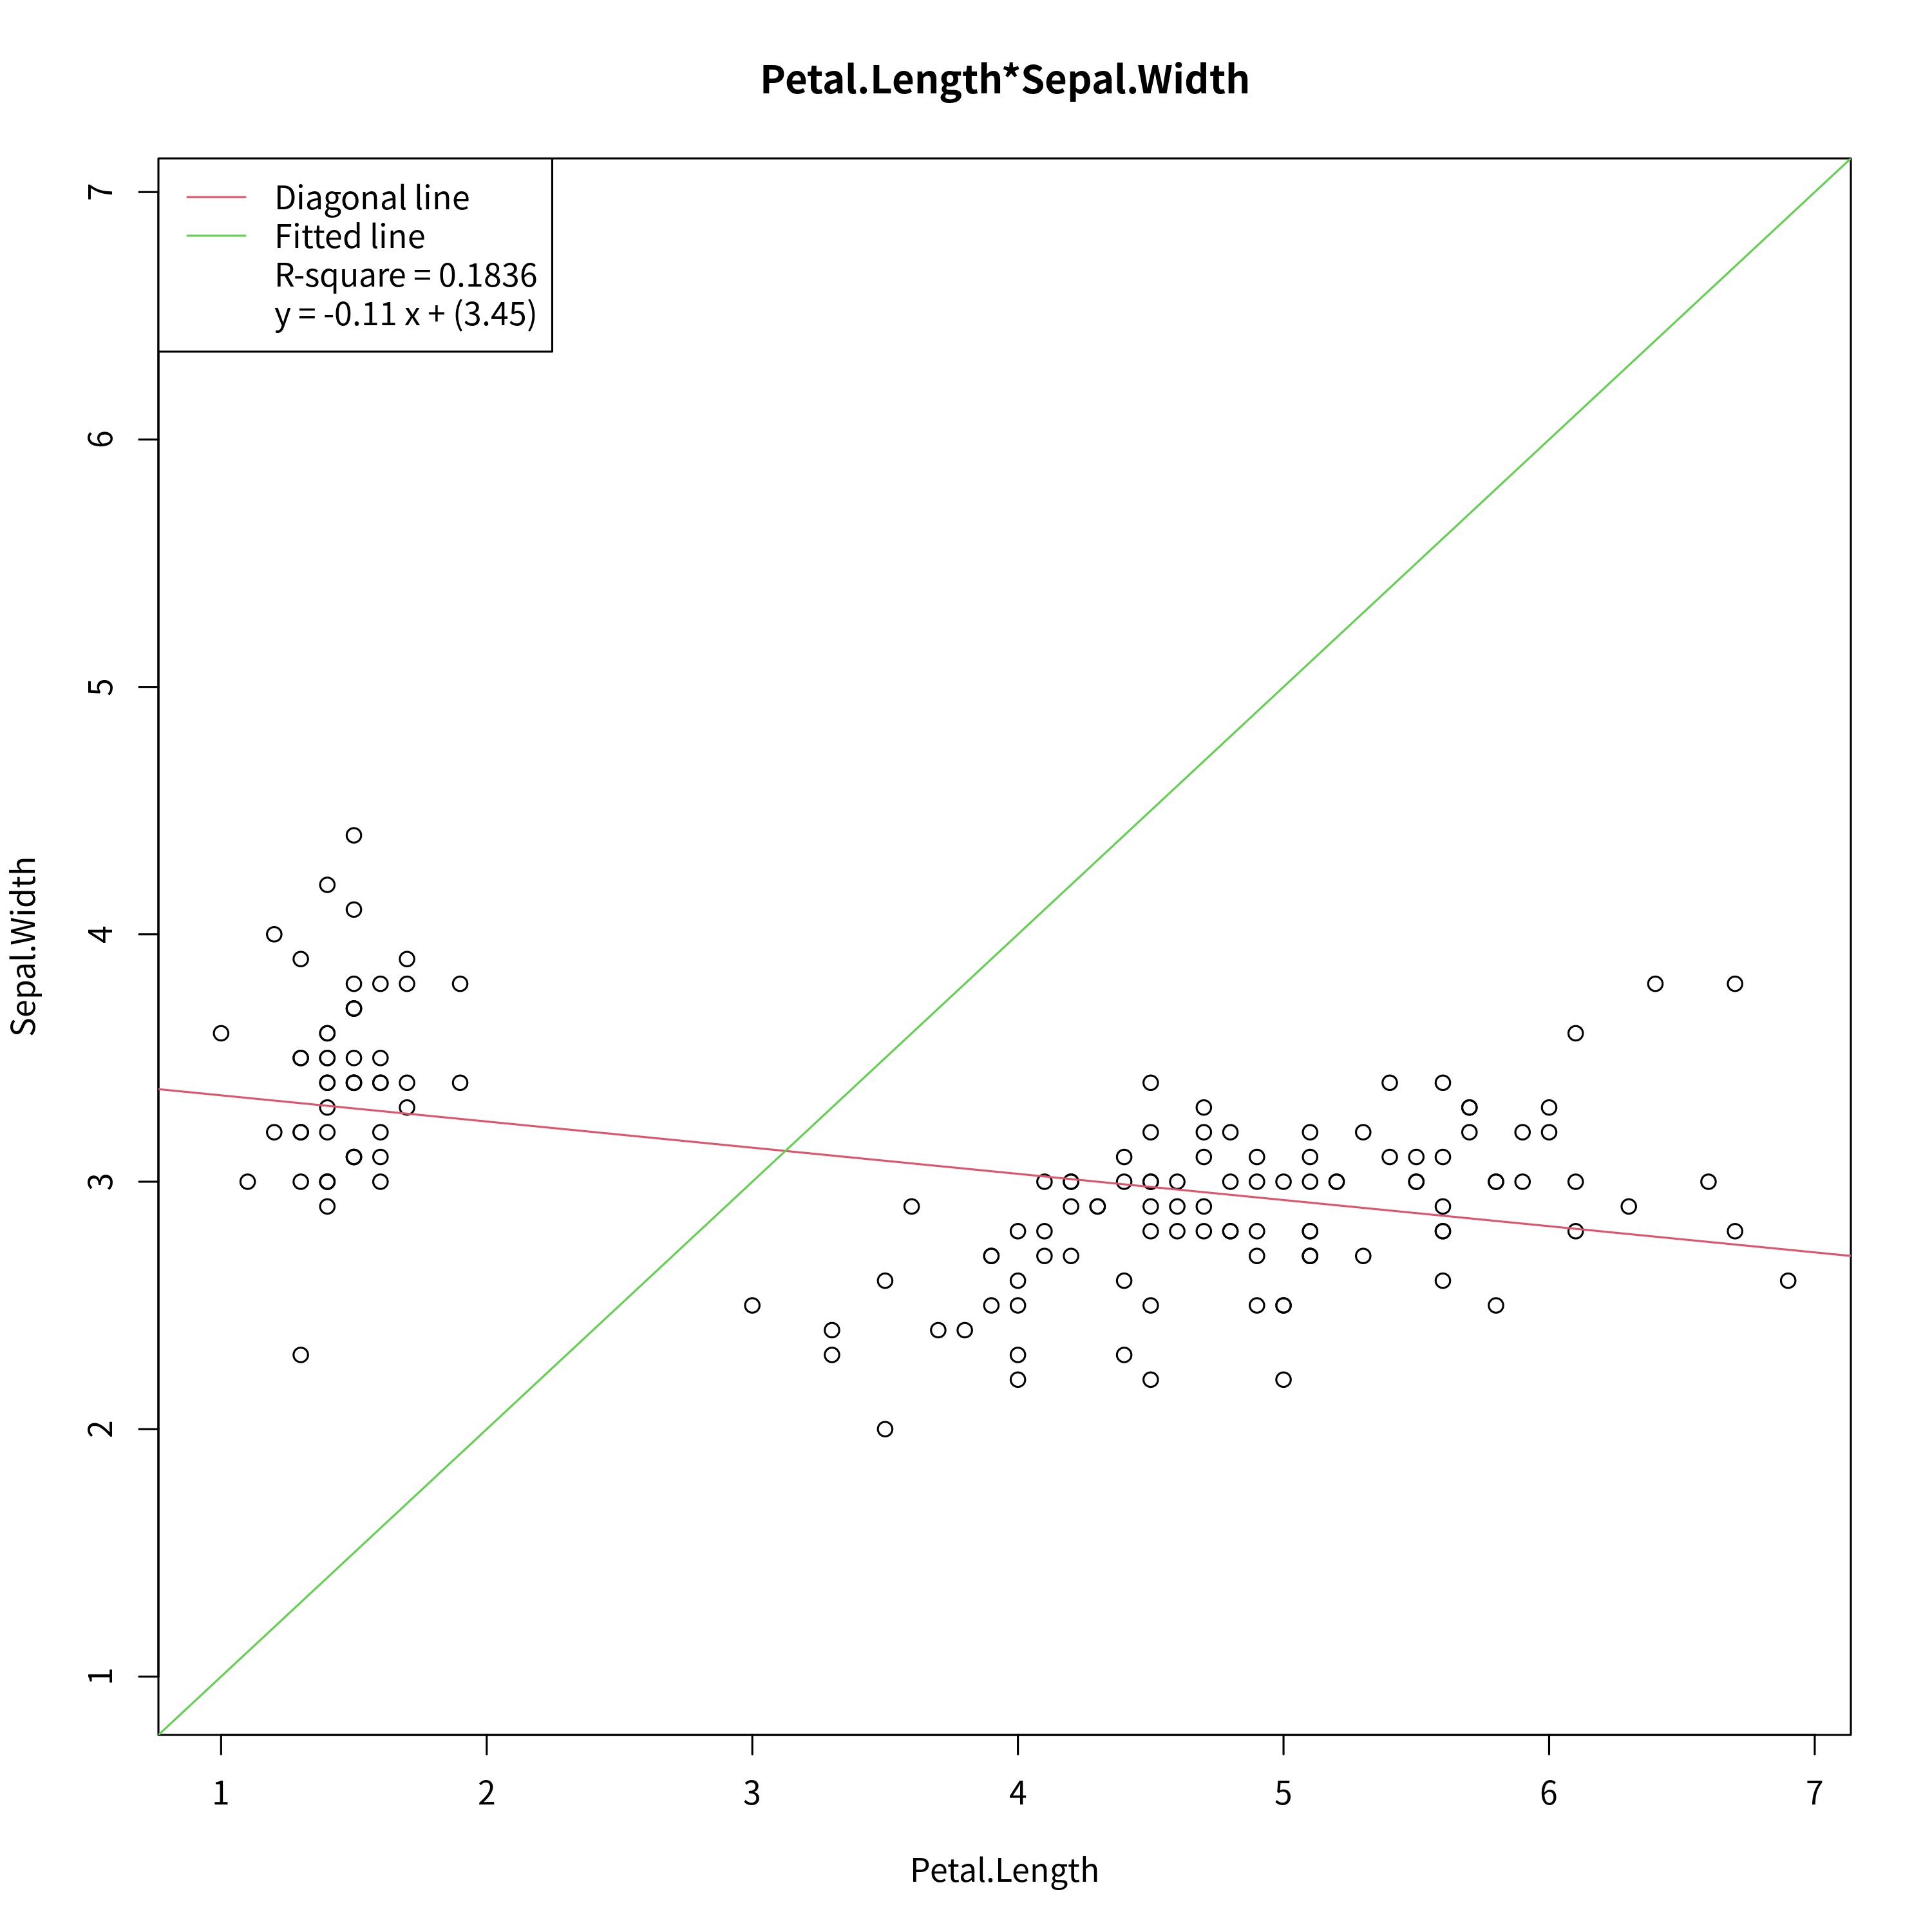 Petal.Length*Sepal.Width
Diagonal line
Fitted line
R-square = 0.1836
y = -0.11 x + (3.45)
7
6
5
4
3
2
1
Sepal.Width
1 2 3 4 5 6 7
Petal.Length